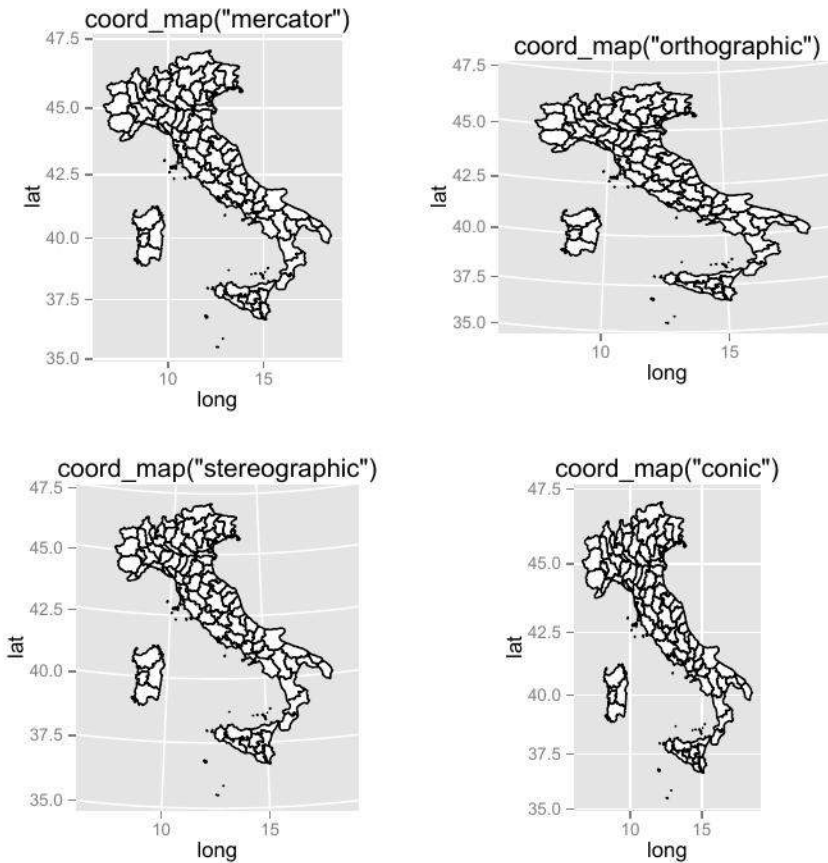 coord_map("mercator")
47.5
45.0
42.5
40.0
37.5
35.0
lat
10 15
long
coord_map("orthographic")
47.5
45.0
42.5
40.0
37.5
35.0
lat
10 15
long
coord_map("stereographic")
47.5
45.0
42.5
40.0
37.5
35.0
lat
10 15
long
coord_map("conic")
47.5
45.0
42.5
40.0
37.5
35.0
lat
10 15
long